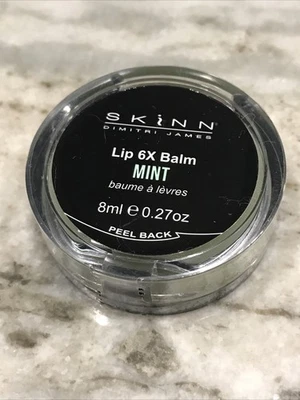 SKINN
DIMITRI JAMES
Lip 6X Balm
MINT
baume à lèvres
8ml ℮ 0.27oz
PEEL BACK